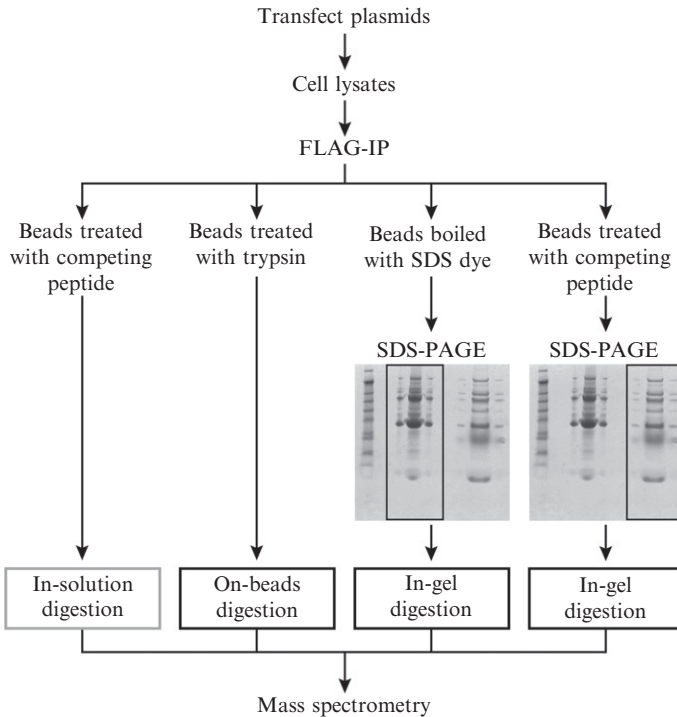 Transfect plasmids
Cell lysates
FLAG-IP
Beads treated
with competing
peptide
Beads treated
with trypsin
Beads boiled
with SDS dye
Beads treated
with competing
peptide
SDS-PAGE
SDS-PAGE
In-solution
digestion
On-beads
digestion
In-gel
digestion
In-gel
digestion
Mass spectrometry